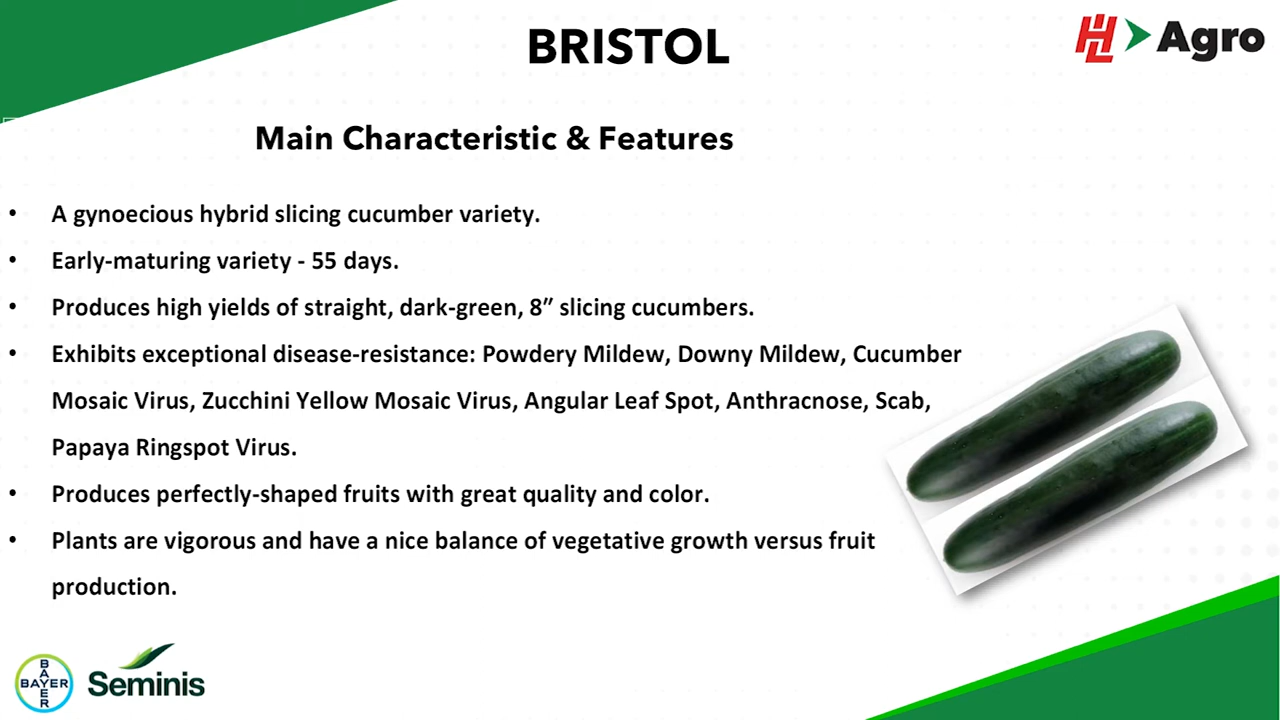 BRISTOL
HL Agro
Main Characteristic & Features
• A gynoecious hybrid slicing cucumber variety.
• Early-maturing variety - 55 days.
• Produces high yields of straight, dark-green, 8” slicing cucumbers.
• Exhibits exceptional disease-resistance: Powdery Mildew, Downy Mildew, Cucumber
Mosaic Virus, Zucchini Yellow Mosaic Virus, Angular Leaf Spot, Anthracnose, Scab,
Papaya Ringspot Virus.
• Produces perfectly-shaped fruits with great quality and color.
• Plants are vigorous and have a nice balance of vegetative growth versus fruit
production.
BAYER
BAYER
Seminis